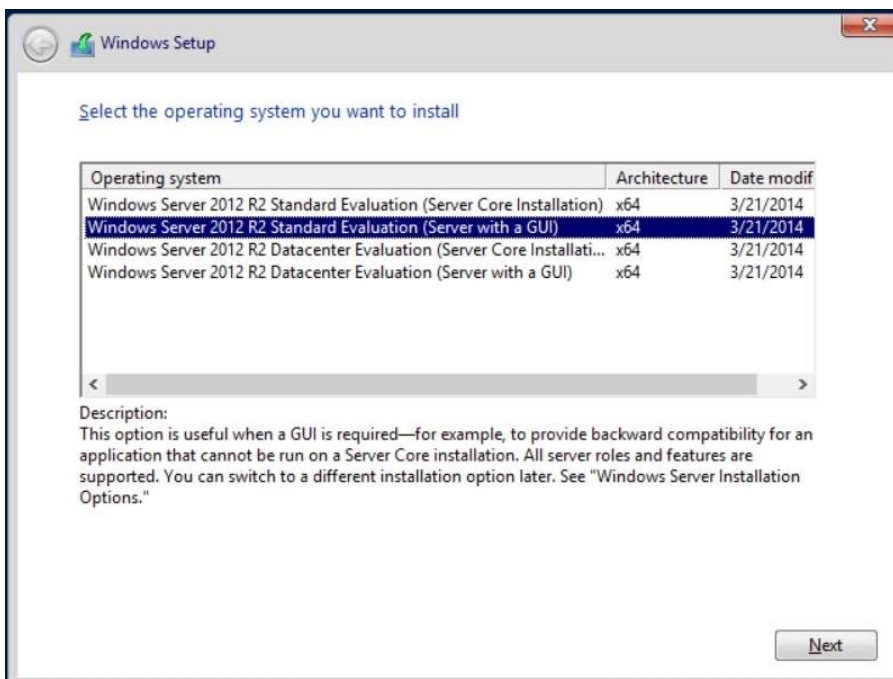 Windows Setup
Select the operating system you want to install
Operating system Architecture Date modif
Windows Server 2012 R2 Standard Evaluation (Server Core Installation) x64 3/21/2014
Windows Server 2012 R2 Standard Evaluation (Server with a GUI) x64 3/21/2014
Windows Server 2012 R2 Datacenter Evaluation (Server Core Installati... x64 3/21/2014
Windows Server 2012 R2 Datacenter Evaluation (Server with a GUI) x64 3/21/2014
Description:
This option is useful when a GUI is required—for example, to provide backward compatibility for an
application that cannot be run on a Server Core installation. All server roles and features are
supported. You can switch to a different installation option later. See "Windows Server Installation
Options."
Next